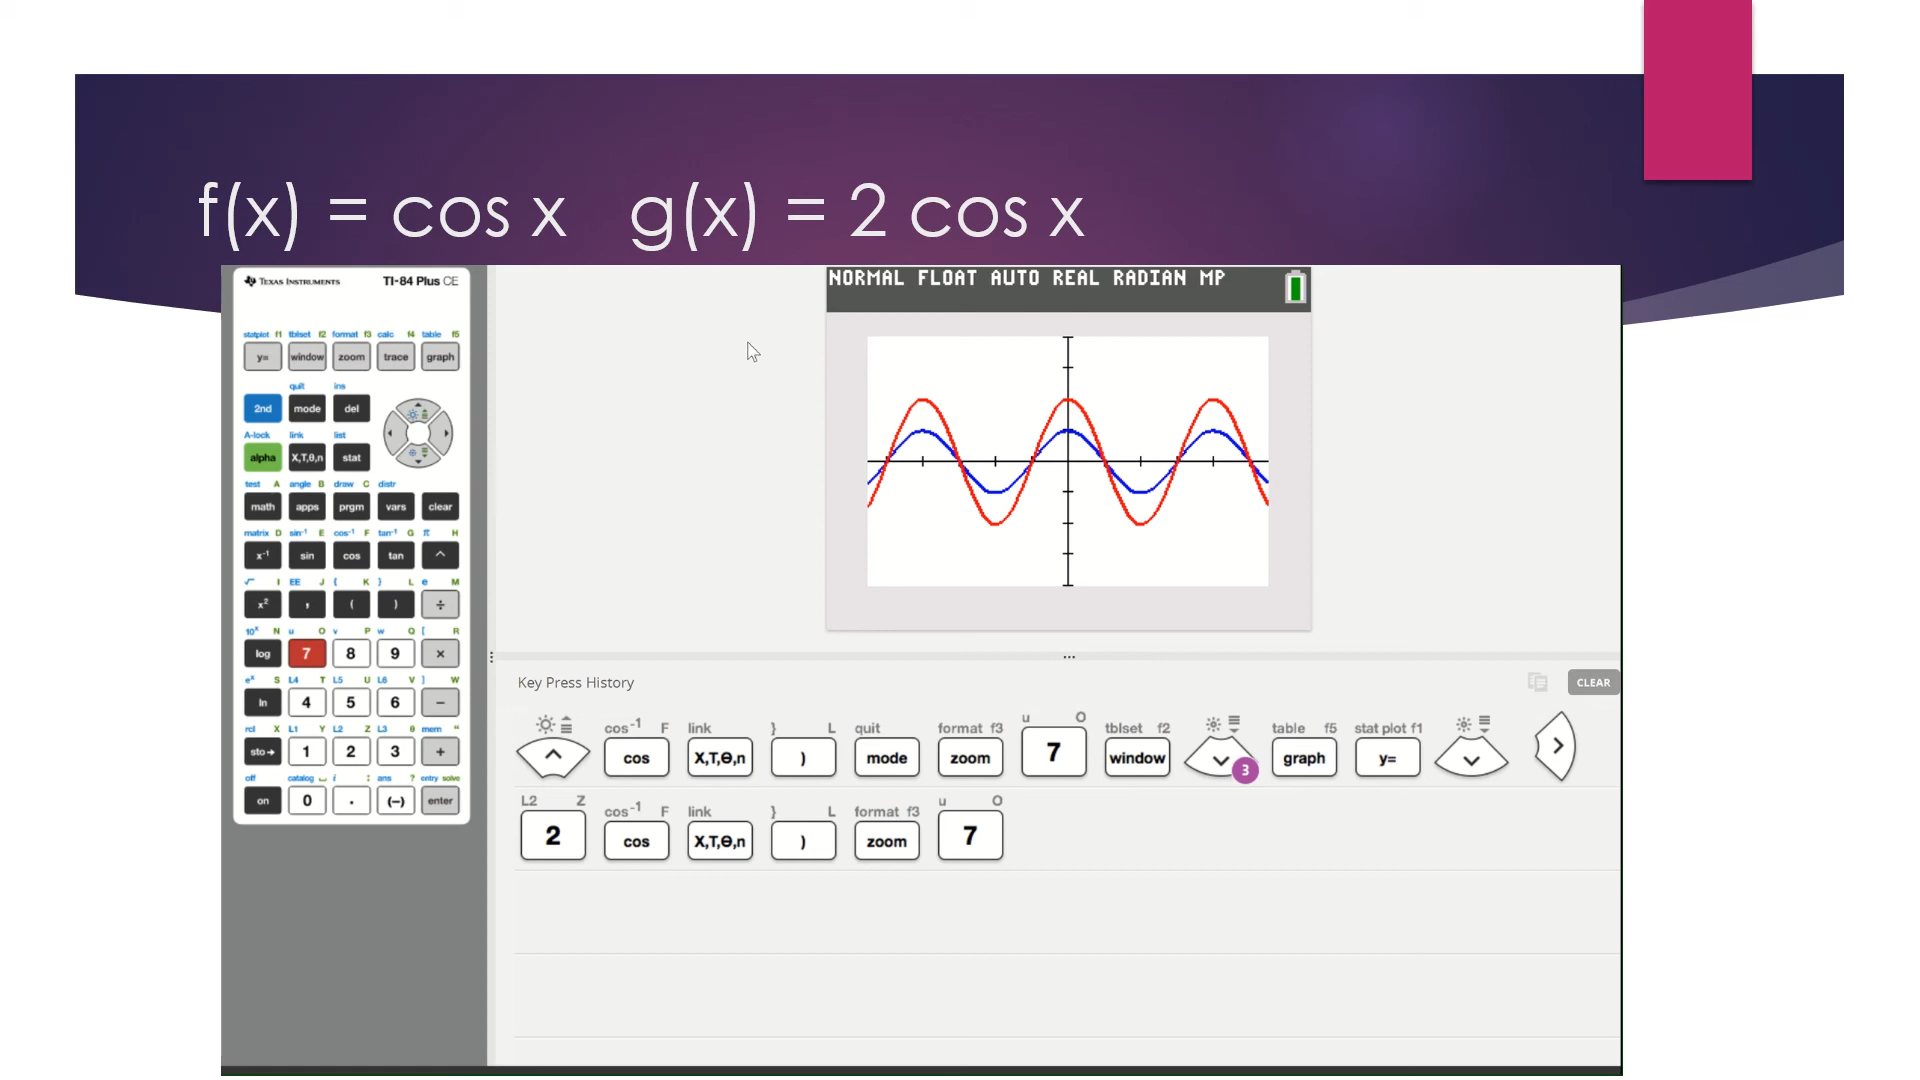 f(x) = cos x g(x) = 2 cos x
TEXAS INSTRUMENTS TI-84 Plus CE
NORMAL FLOAT AUTO REAL RADIAN MP
statplot f1 tblset f2 format f3 calc f4 table f5
y= window zoom trace graph
quit ins
2nd mode del
A-lock link list
alpha X,T,θ,n stat
test A angle B draw C distr
math apps prgm vars clear
matrix D sin⁻¹ E cos⁻¹ F tan⁻¹ G π H
x⁻¹ sin cos tan ^
√ I EE J { K } L e M
x² , ( ) ÷
10ˣ N u O v P w Q [ R
log 7 8 9 ×
eˣ S L4 T L5 U L6 V ] W
ln 4 5 6 −
rcl X L1 Y L2 Z L3 θ mem "
sto→ 1 2 3 +
off catalog ⎵ i : ans ? entry solve
on 0 . (−) enter
Key Press History
CLEAR
cos⁻¹ F link } L quit format f3 u O tblset f2 table f5 stat plot f1
cos X,T,Θ,n ) mode zoom 7 window 3 graph y=
L2 Z cos⁻¹ F link } L format f3 u O
2 cos X,T,Θ,n ) zoom 7